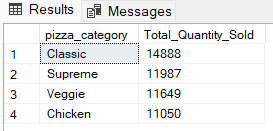 Results Messages
pizza_category Total_Quantity_Sold
1 Classic 14888
2 Supreme 11987
3 Veggie 11649
4 Chicken 11050